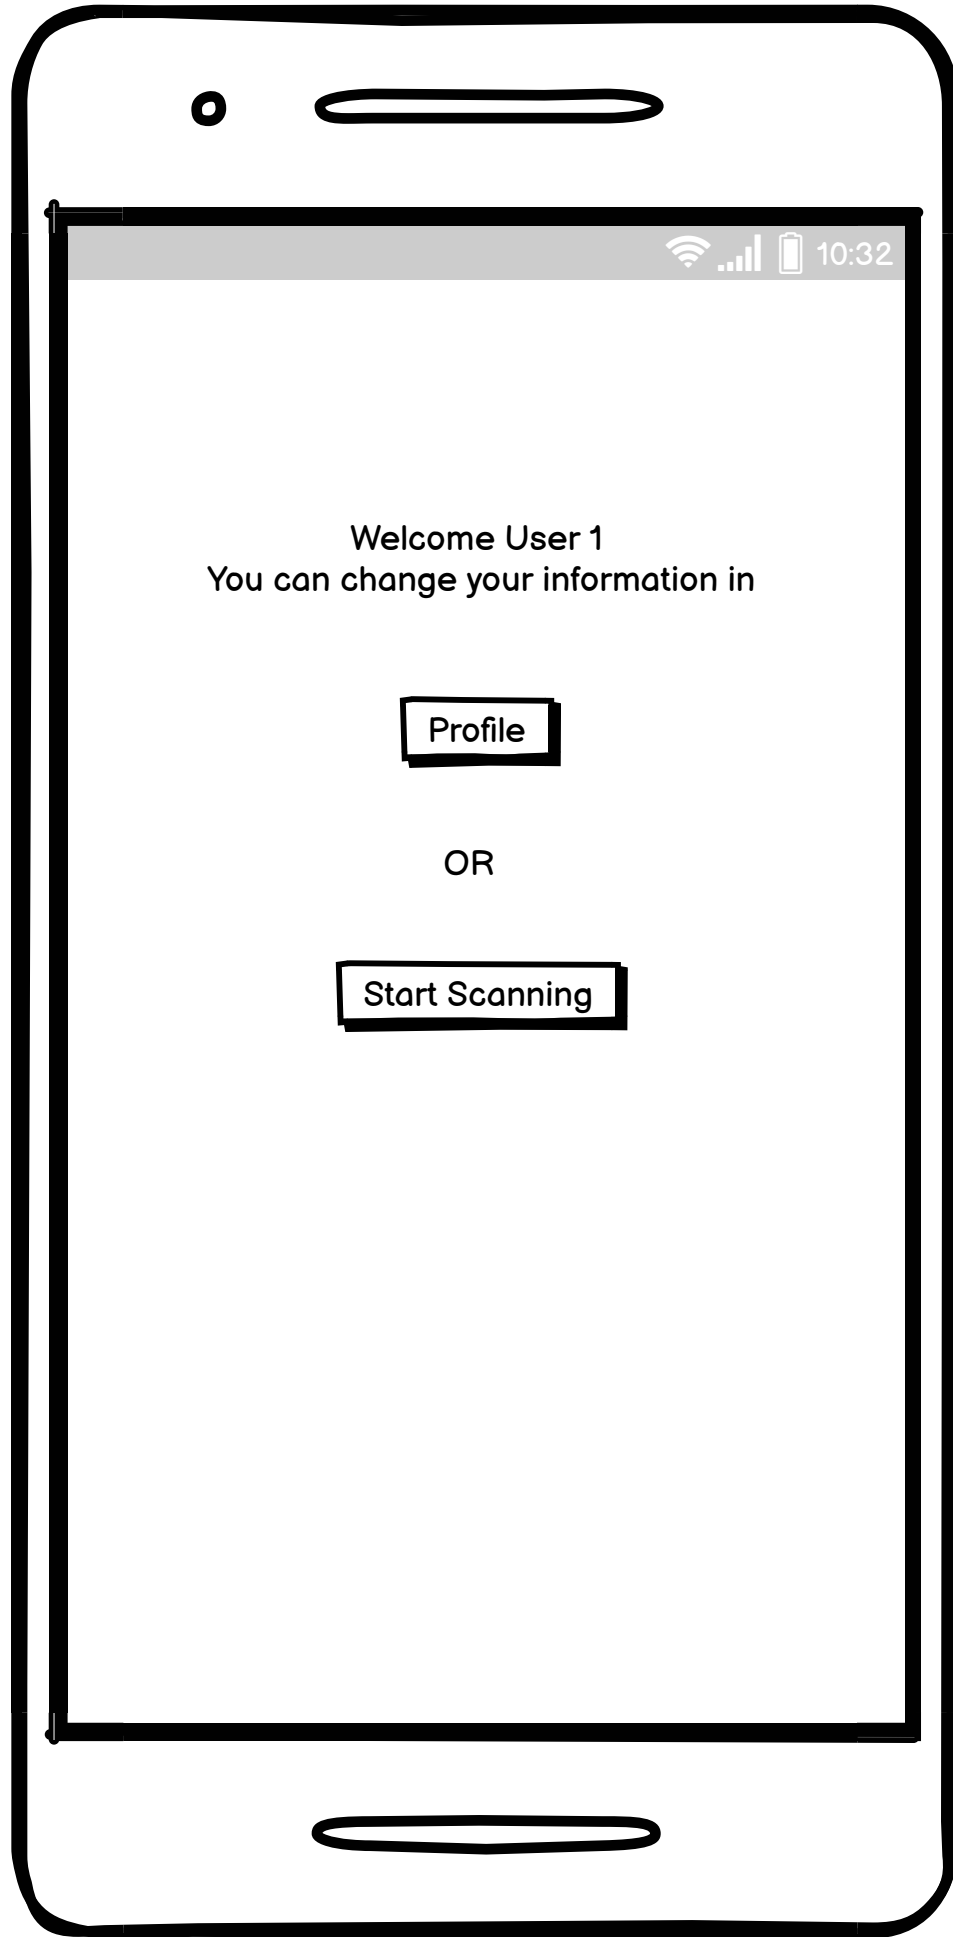 10:32
Welcome User 1
You can change your information in
Profile
OR
Start Scanning